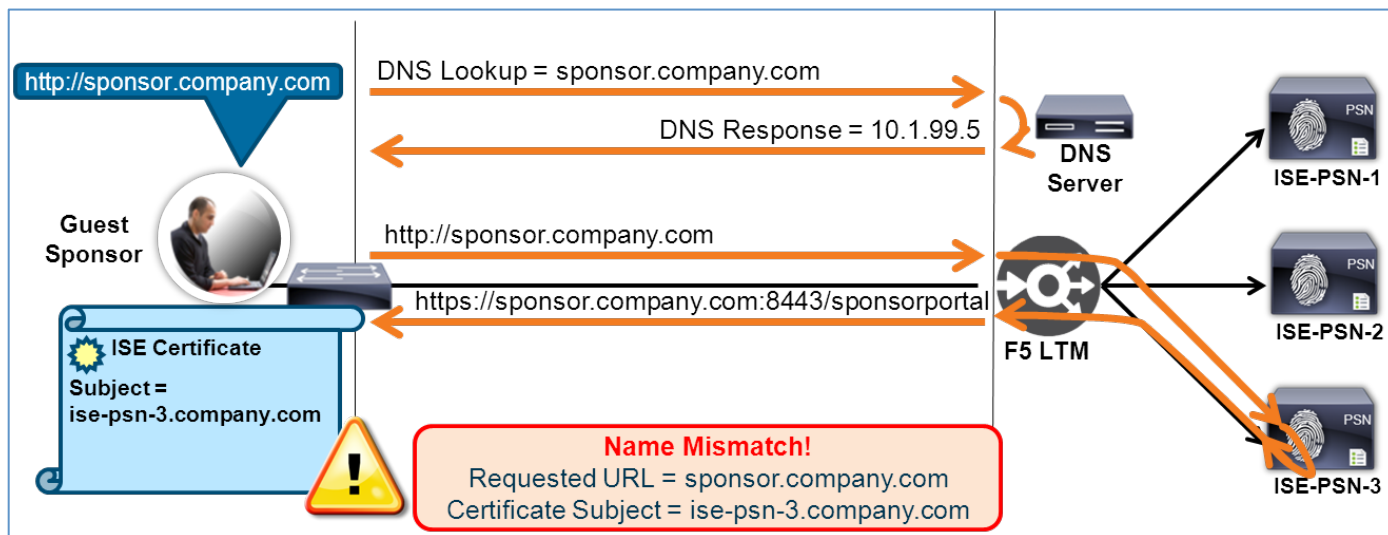 http://sponsor.company.com
DNS Lookup = sponsor.company.com
DNS Response = 10.1.99.5
DNS
Server
PSN
ISE-PSN-1
Guest
Sponsor
http://sponsor.company.com
https://sponsor.company.com:8443/sponsorportal
F5 LTM
PSN
ISE-PSN-2
ISE Certificate
Subject =
ise-psn-3.company.com
Name Mismatch!
Requested URL = sponsor.company.com
Certificate Subject = ise-psn-3.company.com
!
PSN
ISE-PSN-3